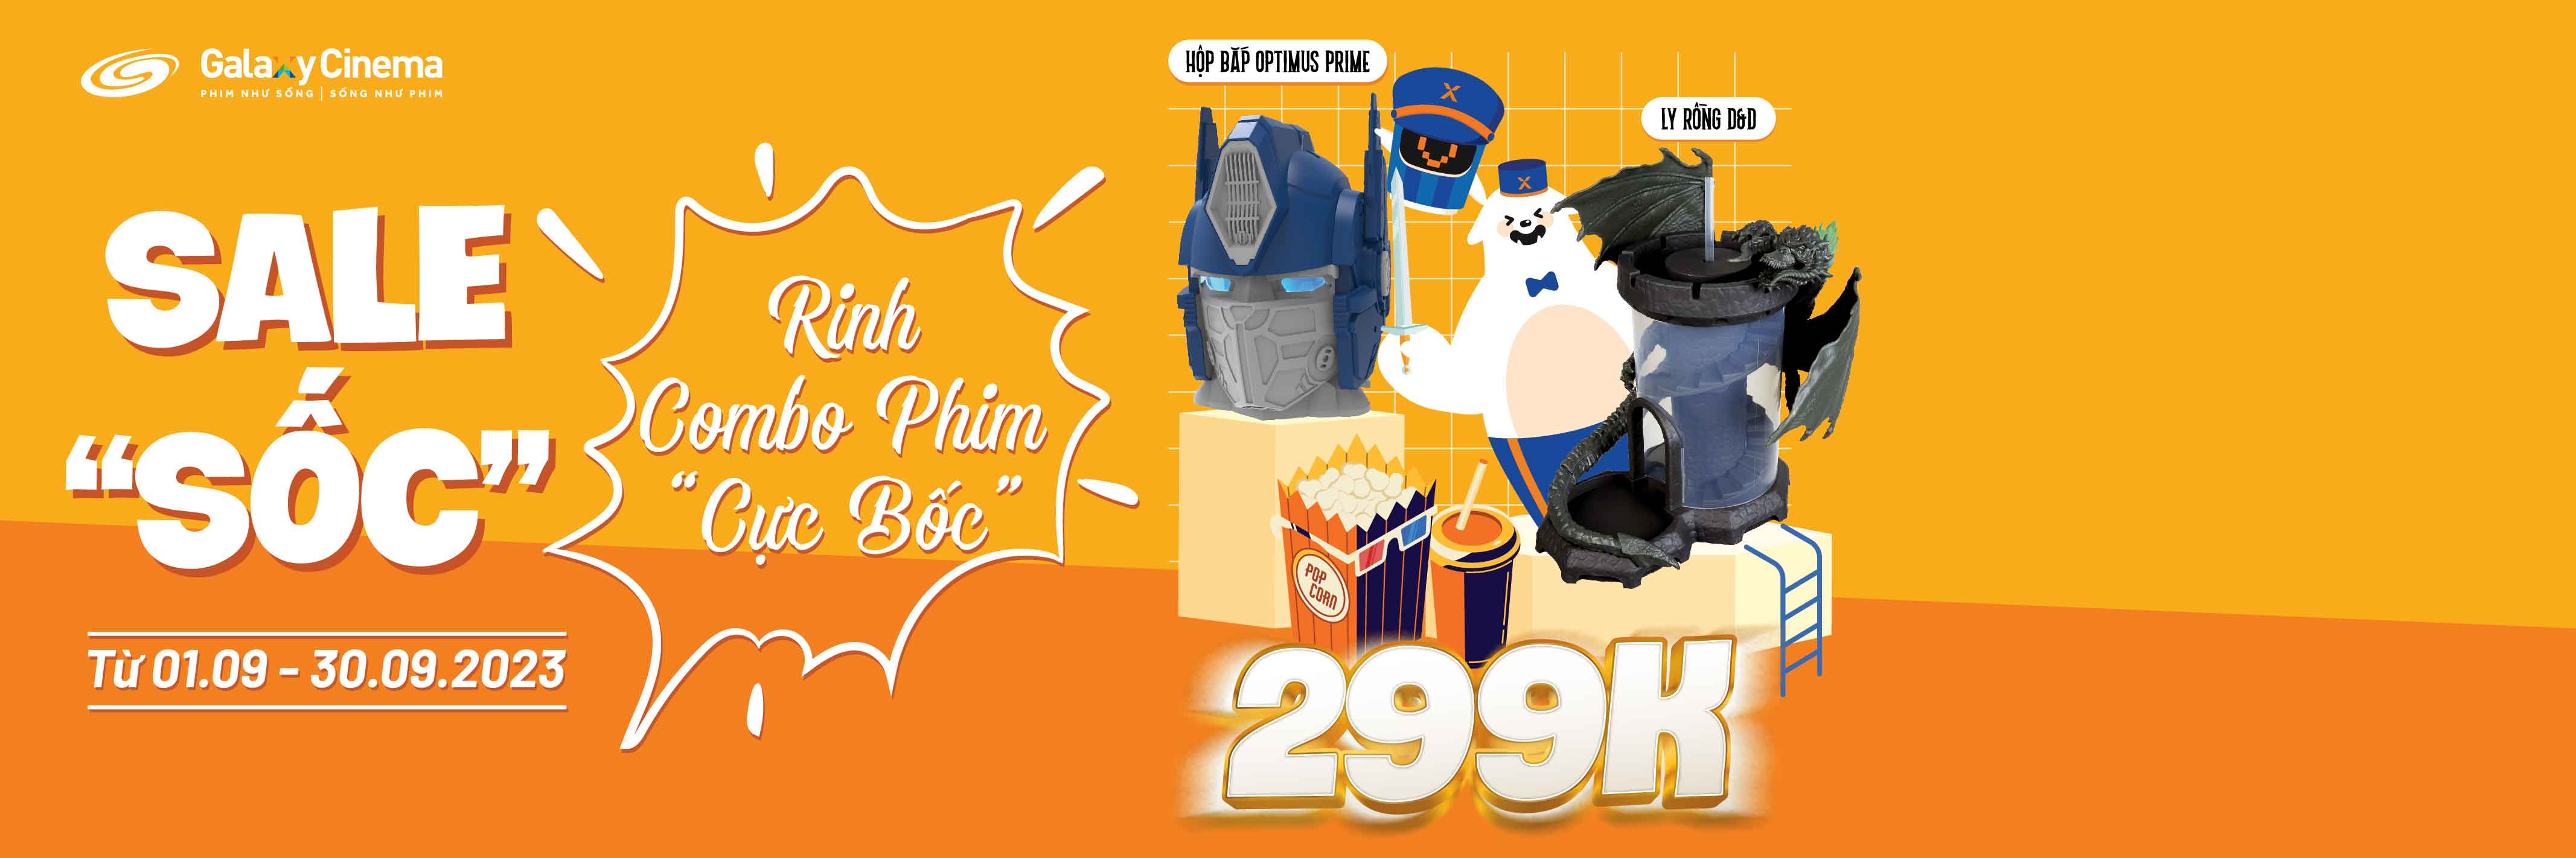 Galaxy Cinema
PHIM NHƯ SỐNG | SỐNG NHƯ PHIM
SALE
“SỐC”
Từ 01.09 - 30.09.2023
Rinh
Combo Phim
“Cực Bốc”
HỘP BẮP OPTIMUS PRIME
LY RỒNG D&D
POP
CORN
299K